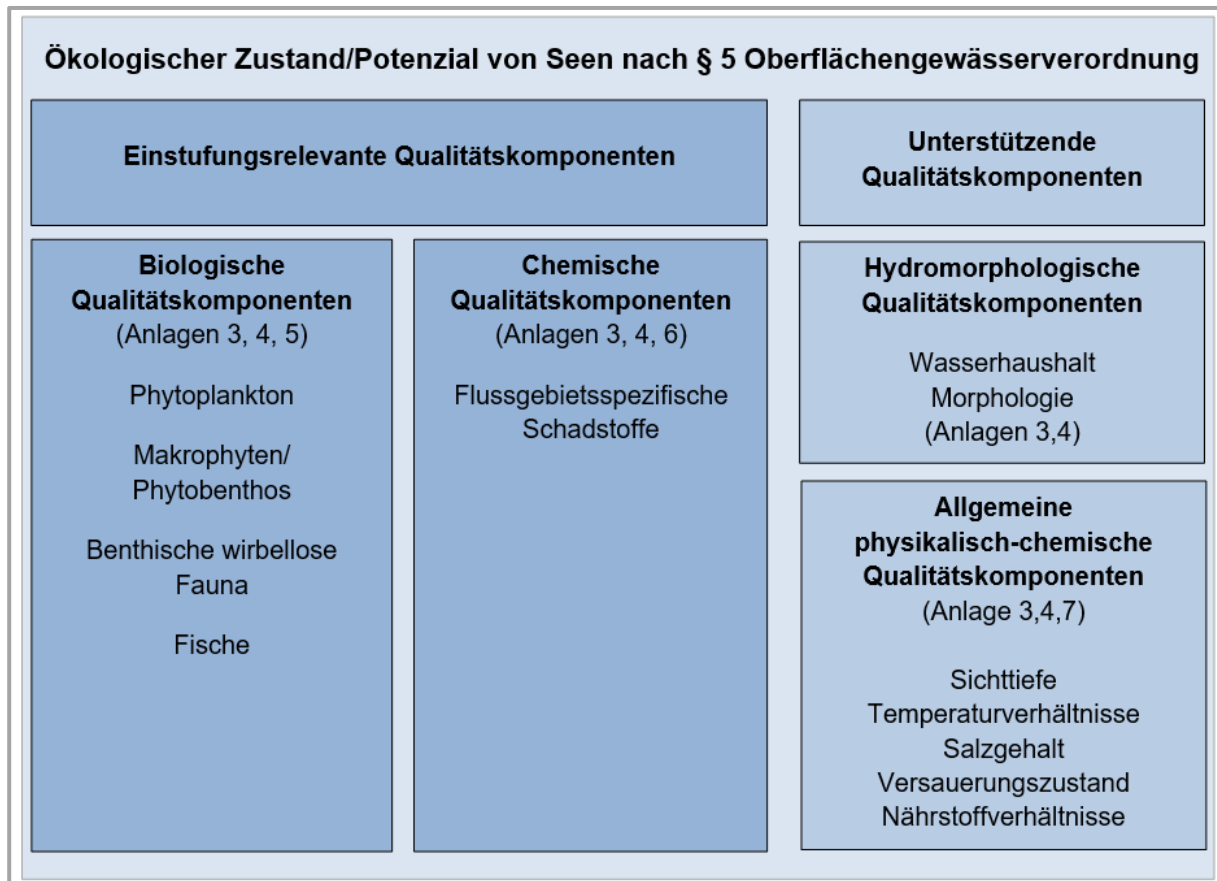 Ökologischer Zustand/Potenzial von Seen nach § 5 Oberflächengewässerverordnung
Einstufungsrelevante Qualitätskomponenten
Biologische
Qualitätskomponenten
(Anlagen 3, 4, 5)
Phytoplankton
Makrophyten/
Phytobenthos
Benthische wirbellose
Fauna
Fische
Chemische
Qualitätskomponenten
(Anlagen 3, 4, 6)
Flussgebietsspezifische
Schadstoffe
Unterstützende
Qualitätskomponenten
Hydromorphologische
Qualitätskomponenten
Wasserhaushalt
Morphologie
(Anlagen 3,4)
Allgemeine
physikalisch-chemische
Qualitätskomponenten
(Anlage 3,4,7)
Sichttiefe
Temperaturverhältnisse
Salzgehalt
Versauerungszustand
Nährstoffverhältnisse